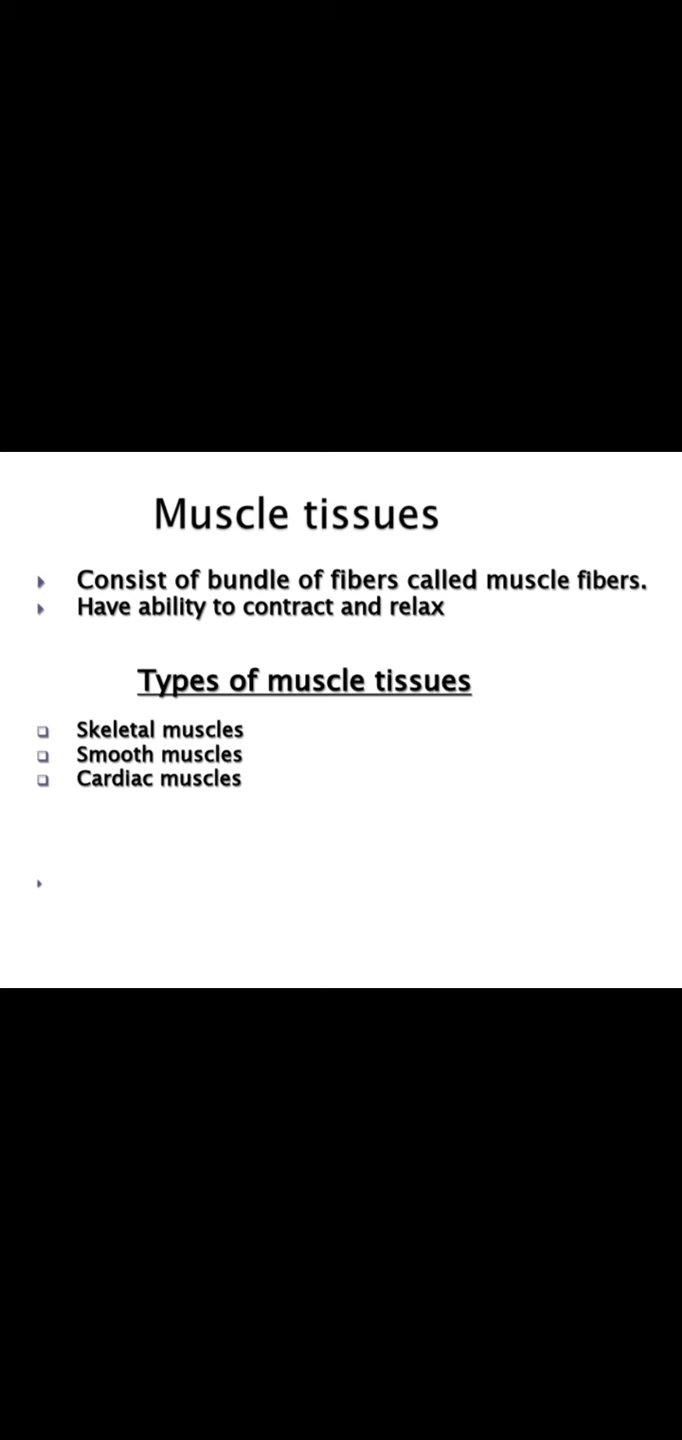 Muscle tissues
Consist of bundle of fibers called muscle fibers.
Have ability to contract and relax
Types of muscle tissues
Skeletal muscles
Smooth muscles
Cardiac muscles